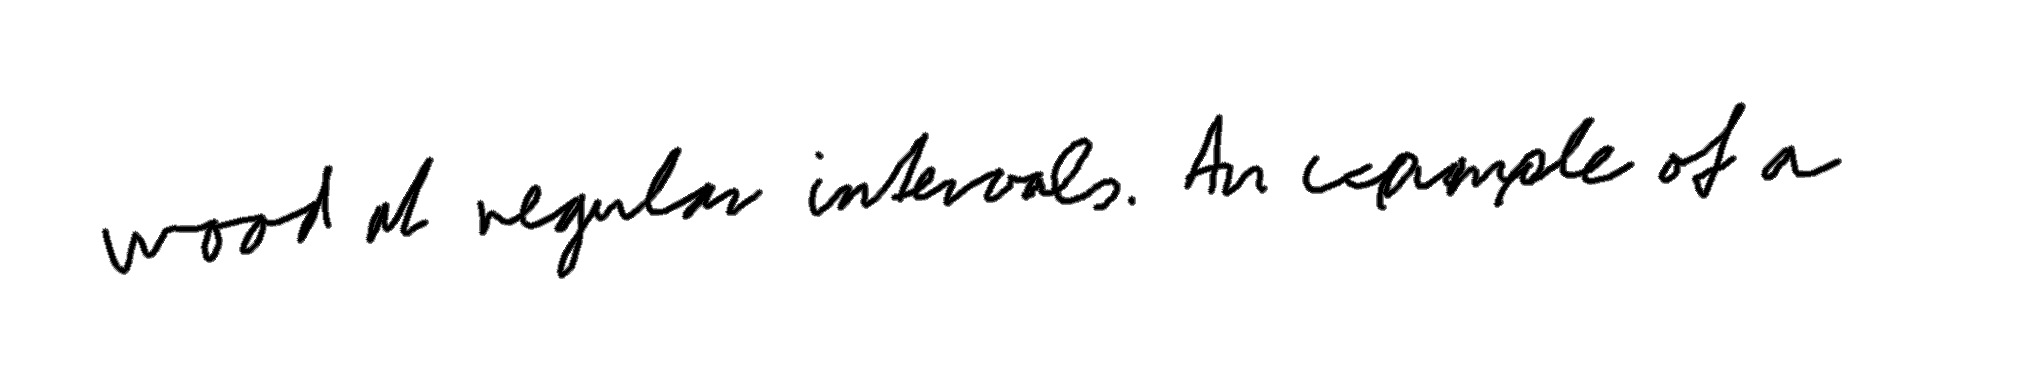 wood at regular intervals. An example of a